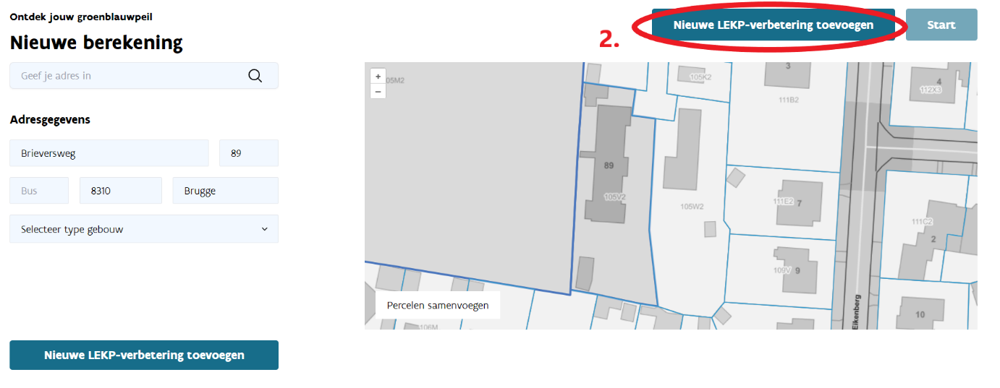 Ontdek jouw groenblauwpeil
Nieuwe berekening
Geef je adres in
Adresgegevens
Brieversweg
89
Bus
8310
Brugge
Selecteer type gebouw
Nieuwe LEKP-verbetering toevoegen
2.
Nieuwe LEKP-verbetering toevoegen
Start
+
−
05M2
105K2
3
111B2
4
112X3
89
105V2
105W2
111E2
7
111C2
2
109V
9
Eikenberg
10
106M
Percelen samenvoegen